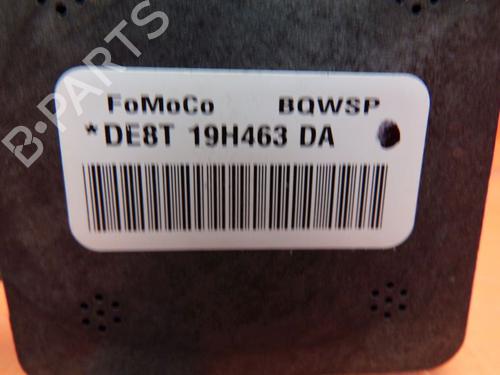 B-PARTS
FoMoCo BQWSP
*DE8T 19H463 DA